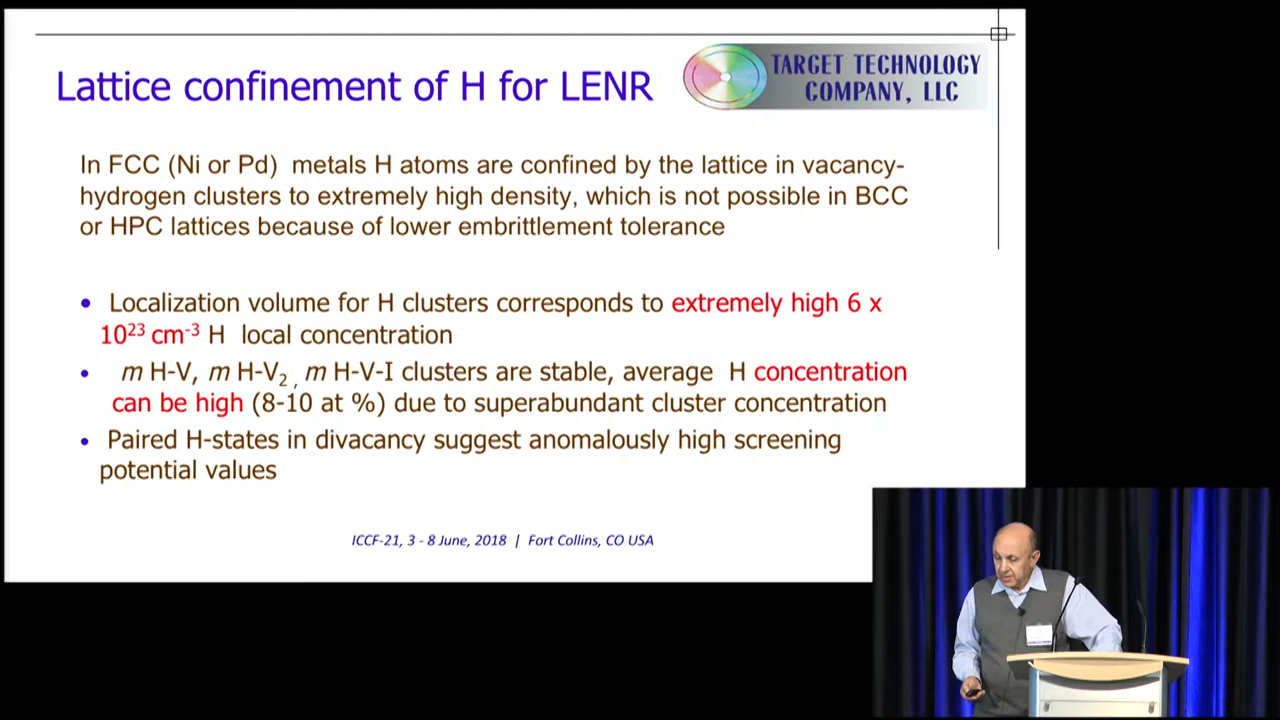 Lattice confinement of H for LENR
TARGET TECHNOLOGY
COMPANY, LLC
In FCC (Ni or Pd) metals H atoms are confined by the lattice in vacancy-
hydrogen clusters to extremely high density, which is not possible in BCC
or HPC lattices because of lower embrittlement tolerance
• Localization volume for H clusters corresponds to extremely high 6 x
10²³ cm⁻³ H local concentration
• m H-V, m H-V₂ , m H-V-I clusters are stable, average H concentration
can be high (8-10 at %) due to superabundant cluster concentration
• Paired H-states in divacancy suggest anomalously high screening
potential values
ICCF-21, 3 - 8 June, 2018 | Fort Collins, CO USA